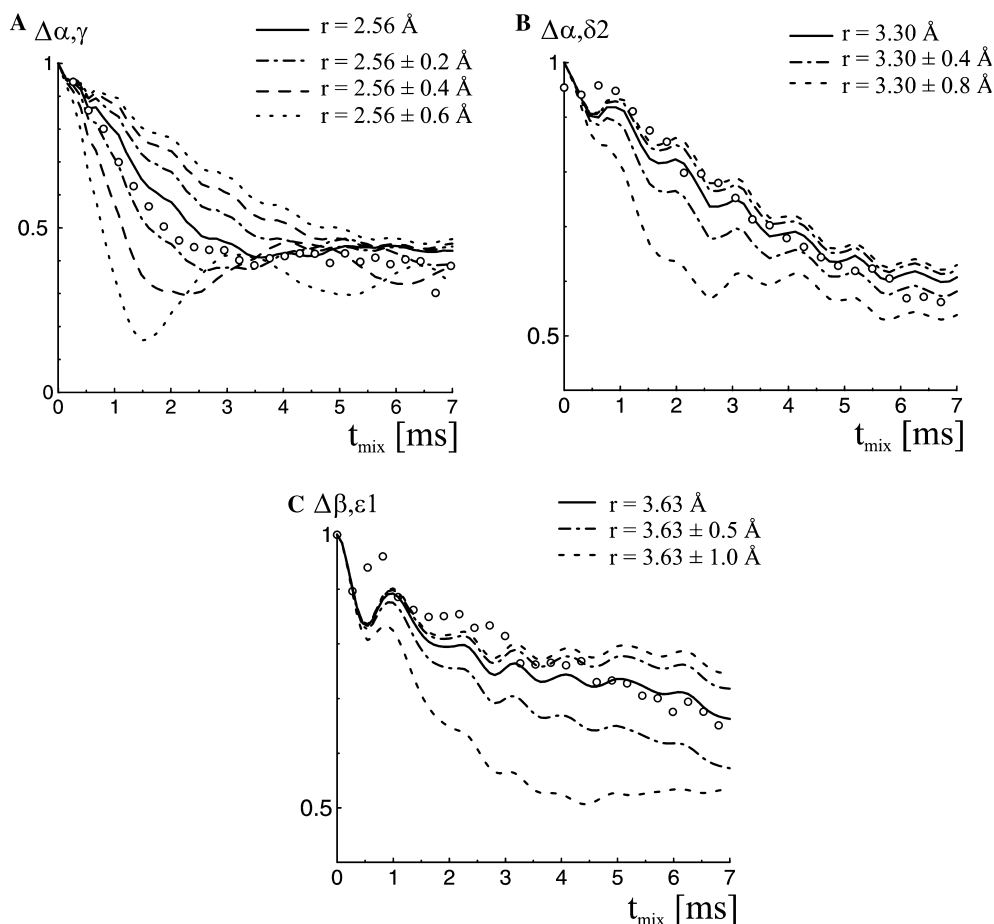 A Δα,γ
r = 2.56 Å
r = 2.56 ± 0.2 Å
r = 2.56 ± 0.4 Å
r = 2.56 ± 0.6 Å
1
0.5
0
0 1 2 3 4 5 6 7
t_mix [ms]
B Δα,δ2
r = 3.30 Å
r = 3.30 ± 0.4 Å
r = 3.30 ± 0.8 Å
1
0.5
0 1 2 3 4 5 6 7
t_mix [ms]
C Δβ,ε1
r = 3.63 Å
r = 3.63 ± 0.5 Å
r = 3.63 ± 1.0 Å
1
0.5
0 1 2 3 4 5 6 7
t_mix [ms]